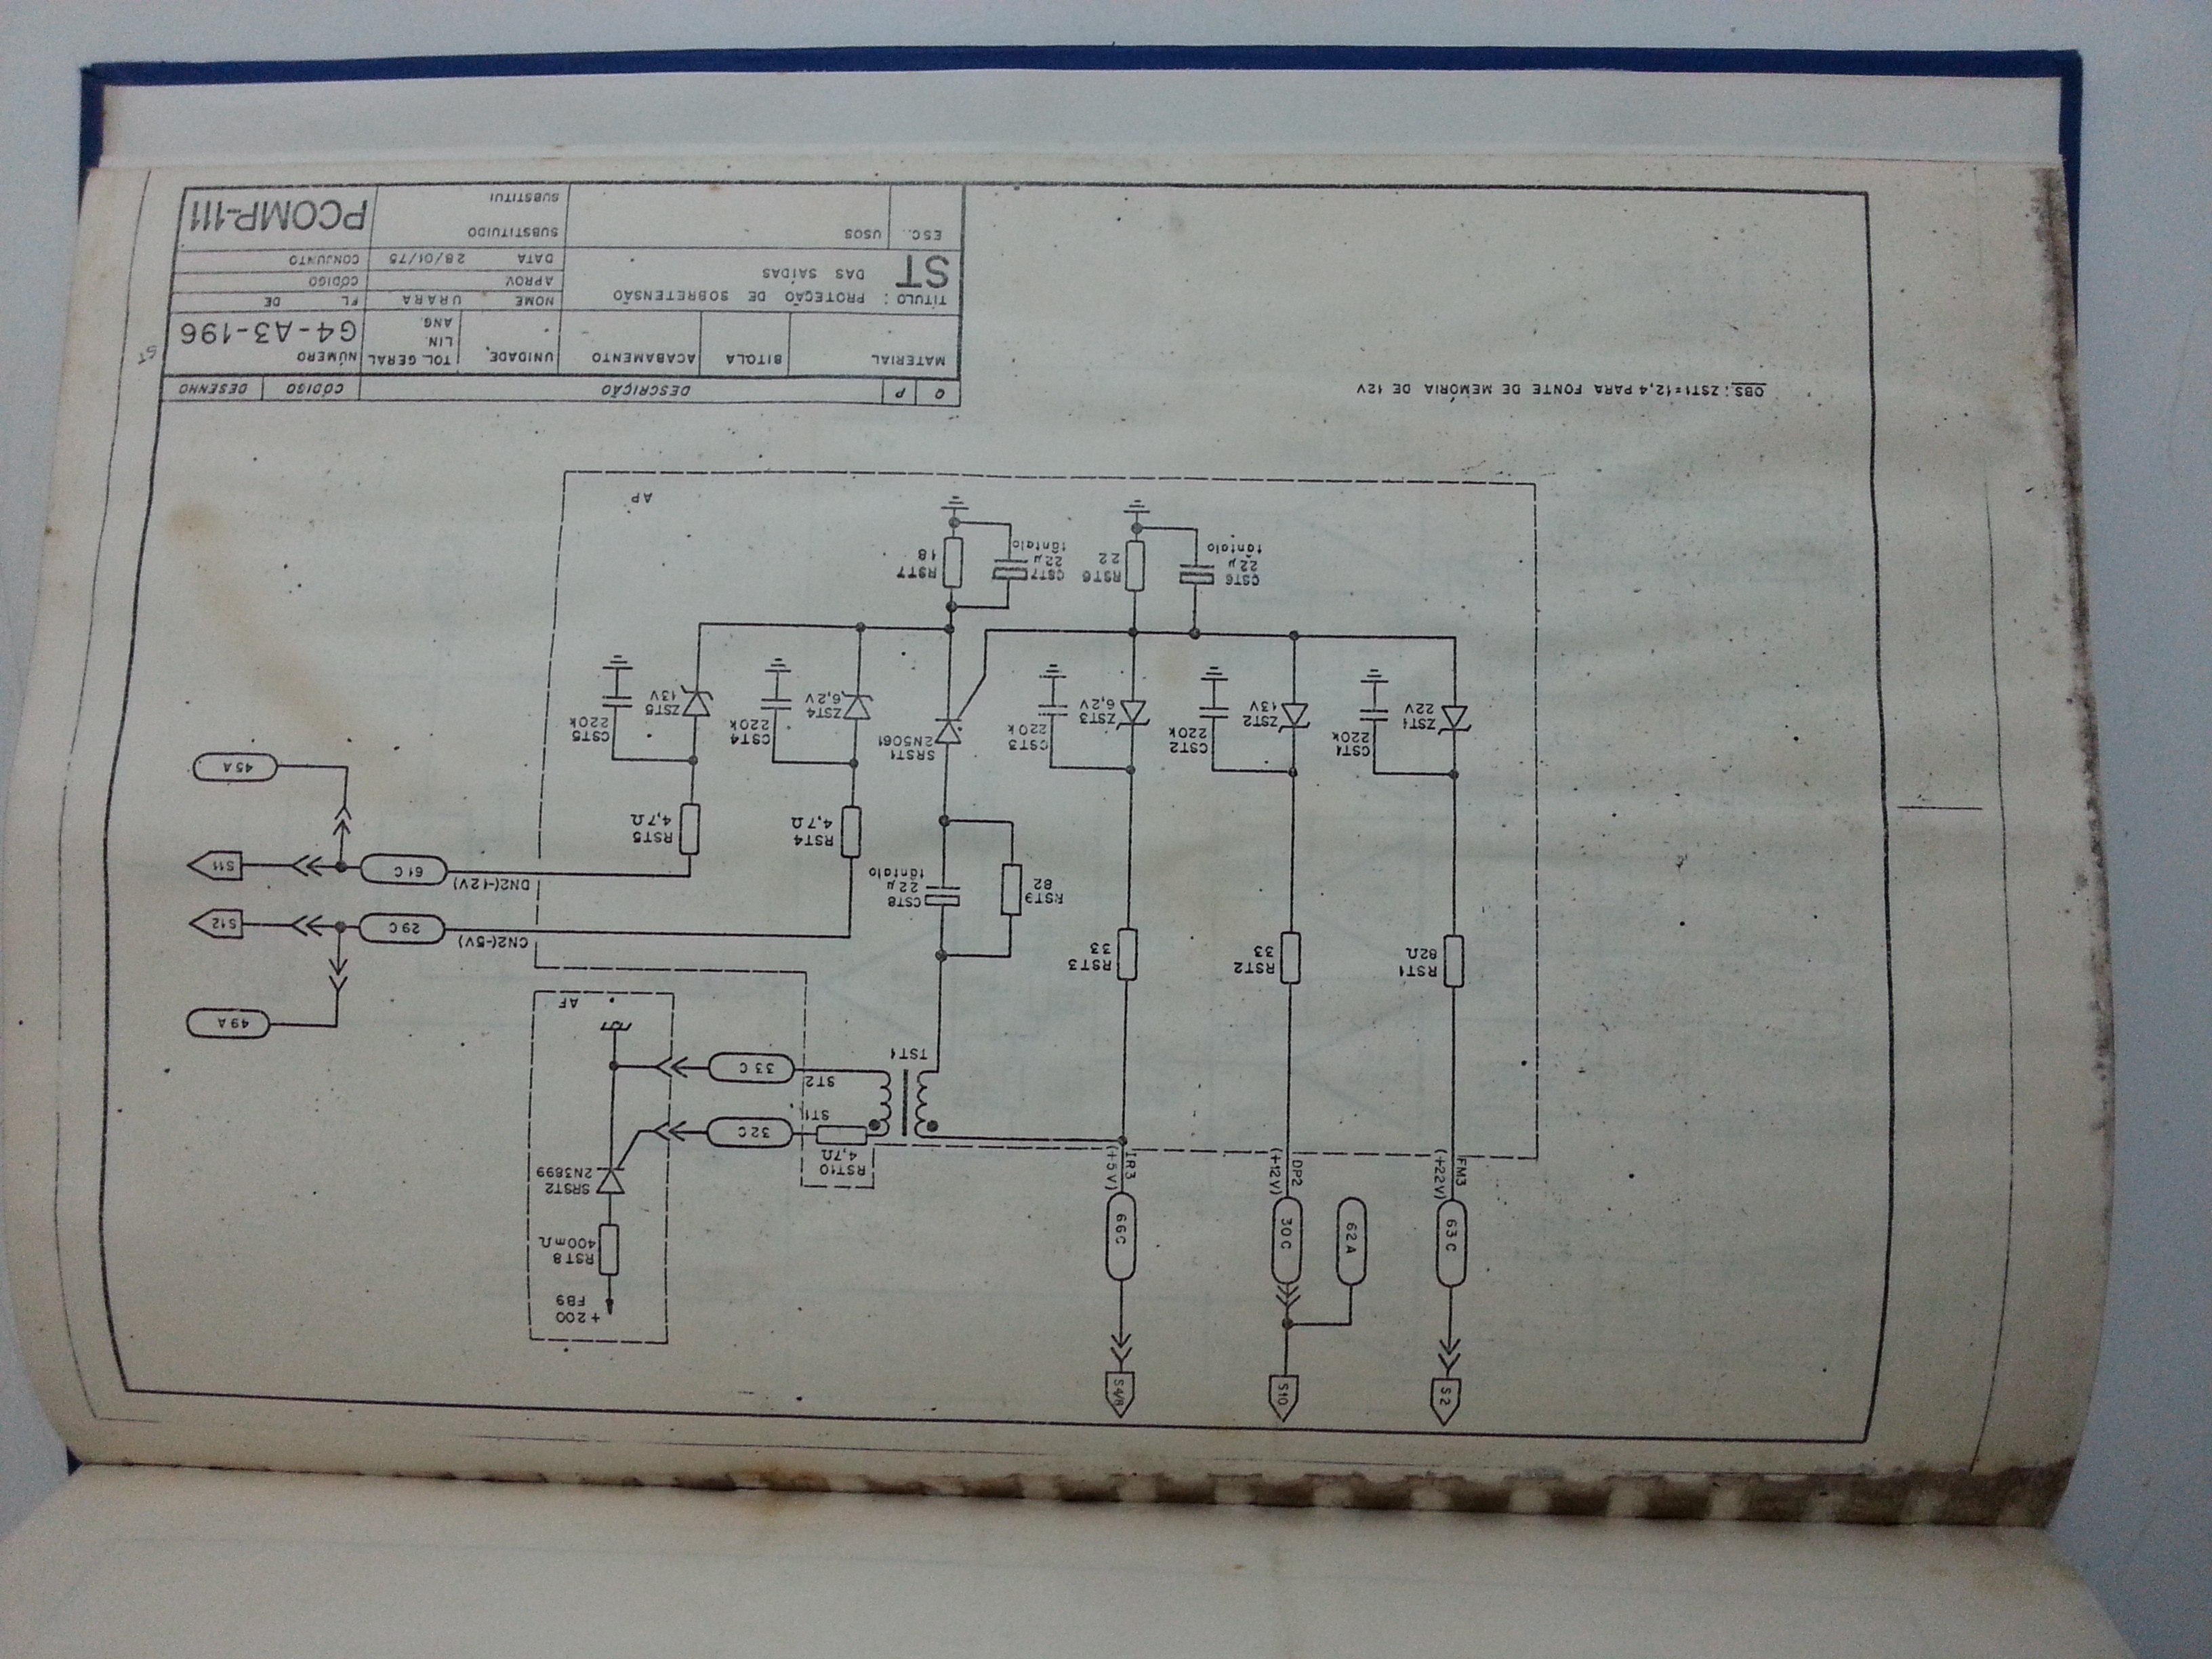 S2
63C
FM3
(+22V)
62A
S10
30C
DP2
(+12V)
S4/8
66C
IR3
(+5V)
RST10
4,7Ω
ST1
ST2
32C
33C
TST1
+200
FB9
RST8
400mΩ
SRST2
2N3899
AF
49A
S12
S11
45A
29C
61C
CN2(-5V)
DN2(-12V)
RST1
82Ω
RST2
33
RST3
33
RST9
82
CST8
22µ
tântalo
RST4
4,7Ω
RST5
4,7Ω
ZST1
22V
CST1
220k
ZST2
13V
CST2
220k
ZST3
6,2V
CST3
220k
SRST1
2N5061
ZST4
6,2V
CST4
220k
ZST5
13V
CST5
220k
CST6
22µ
tântalo
RST6
22
CST7
22µ
tântalo
RST7
18
AP
OBS.: ZST1=12,4 PARA FONTE DE MEMÓRIA DE 12V
Q P DESCRIÇÃO CÓDIGO DESENHO
MATERIAL BITOLA ACABAMENTO UNIDADE TOL. GERAL
LIN.
ANG.
NÚMERO
G4-A3-196
ST
TÍTULO: PROTEÇÃO DE SOBRETENSÃO
DAS SAÍDAS
ST
NOME URARA
APROV.
DATA 28/01/75
FL DE
CÓDIGO
CONJUNTO
ESC. USOS
SUBSTITUIDO
SUBSTITUI
PCOMP-111